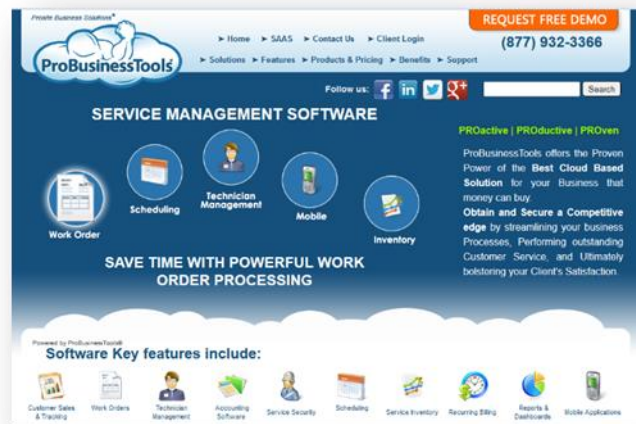 Private Business Solutions®
ProBusinessTools
➤ Home ➤ SAAS ➤ Contact Us ➤ Client Login
➤ Solutions ➤ Features ➤ Products & Pricing ➤ Benefits ➤ Support
REQUEST FREE DEMO
(877) 932-3366
Follow us:
Search
SERVICE MANAGEMENT SOFTWARE
Work Order
Scheduling
Technician
Management
Mobile
Inventory
SAVE TIME WITH POWERFUL WORK
ORDER PROCESSING
PROactive | PROductive | PROven
ProBusinessTools offers the Proven
Power of the Best Cloud Based
Solution for your Business that
money can buy.
Obtain and Secure a Competitive
edge by streamlining your business
Processes, Performing outstanding
Customer Service, and Ultimately
bolstering your Client's Satisfaction.
Powered by ProBusinessTools®
Software Key features include:
Customer Sales
& Tracking
Work Orders
Technician
Management
Accounting
Software
Service Security
Scheduling
Service Inventory
Recurring Billing
Reports &
Dashboards
Mobile Applications